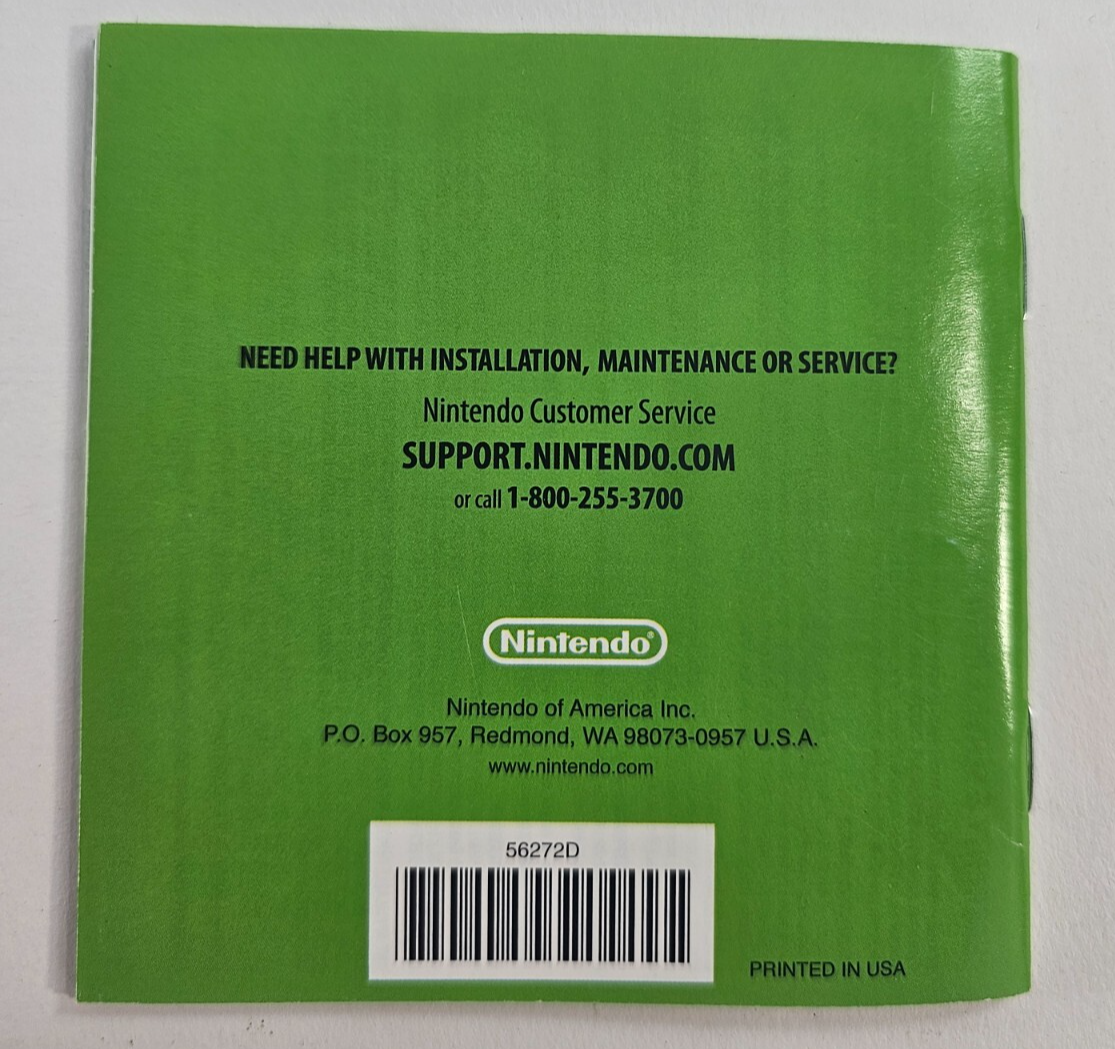 NEED HELP WITH INSTALLATION, MAINTENANCE OR SERVICE?
Nintendo Customer Service
SUPPORT.NINTENDO.COM
or call 1-800-255-3700
Nintendo®
Nintendo of America Inc.
P.O. Box 957, Redmond, WA 98073-0957 U.S.A.
www.nintendo.com
56272D
PRINTED IN USA